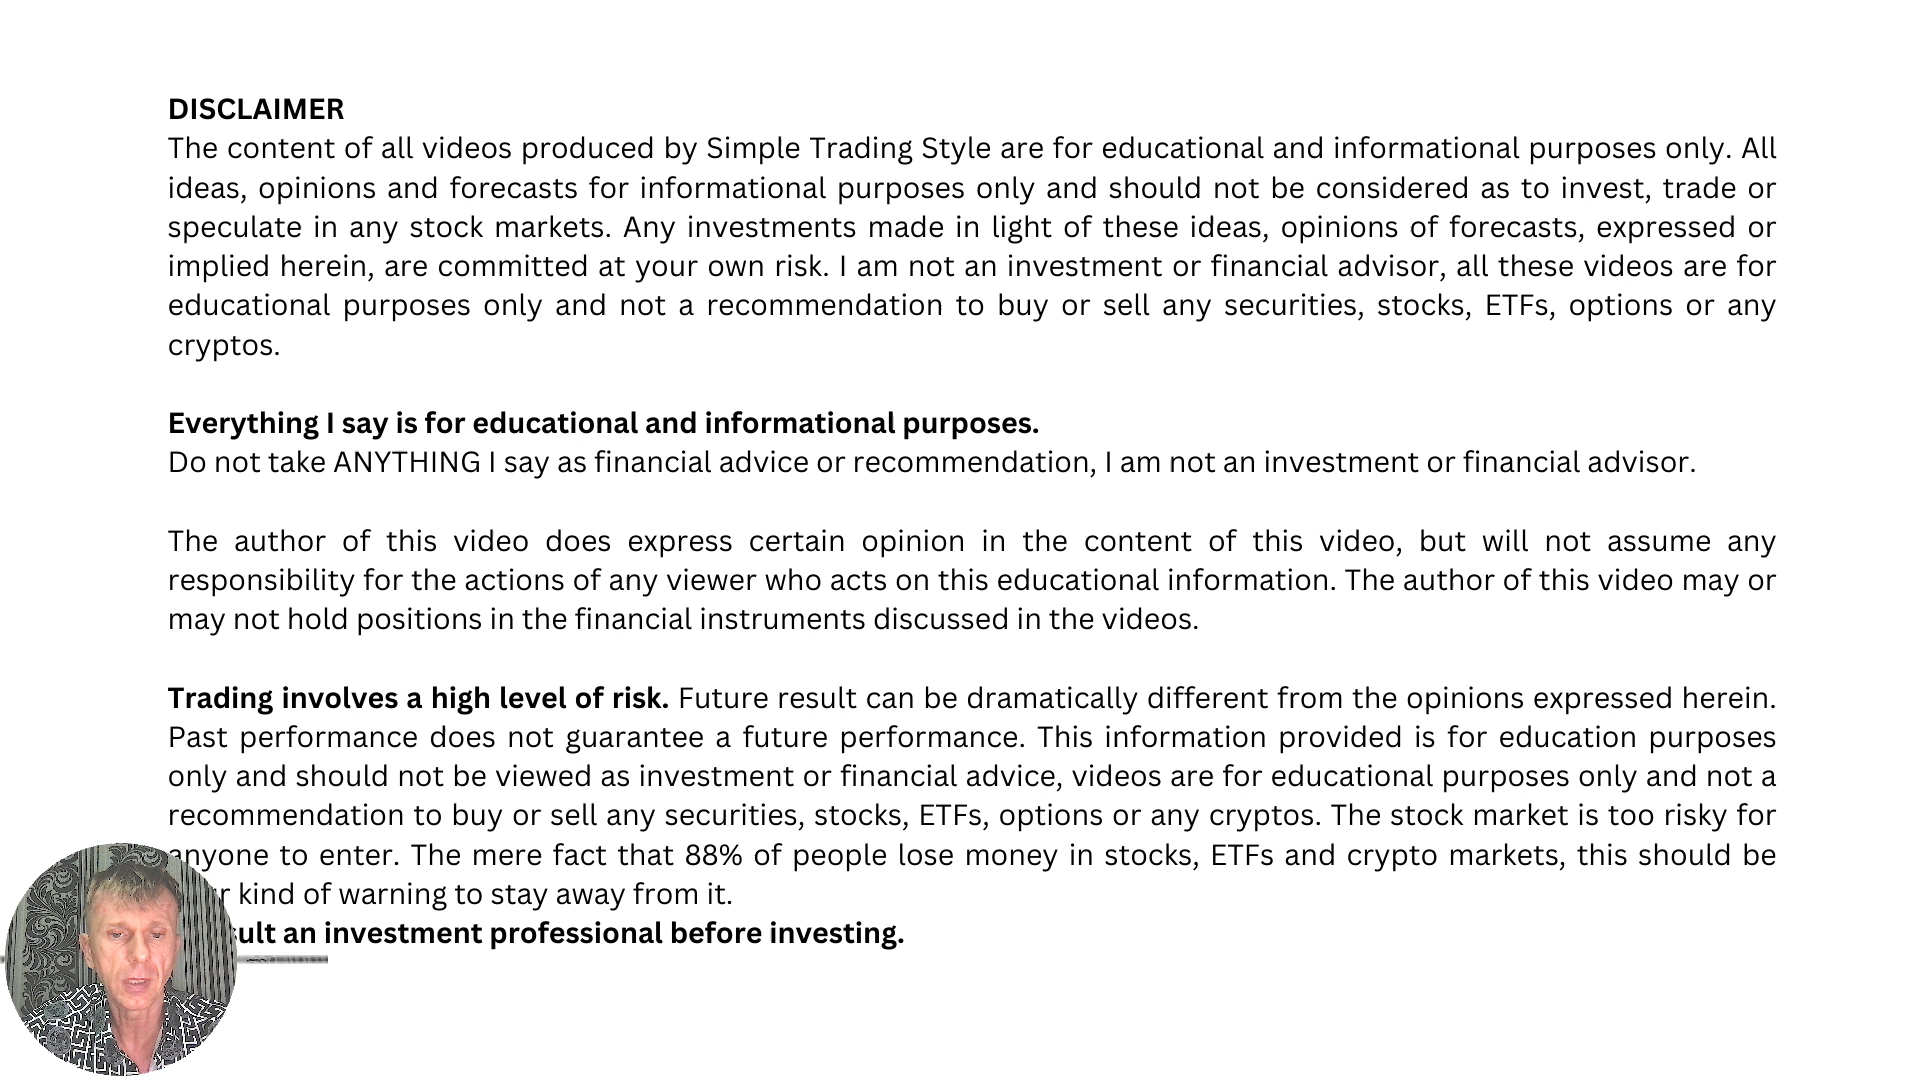 DISCLAIMER
The content of all videos produced by Simple Trading Style are for educational and informational purposes only. All
ideas, opinions and forecasts for informational purposes only and should not be considered as to invest, trade or
speculate in any stock markets. Any investments made in light of these ideas, opinions of forecasts, expressed or
implied herein, are committed at your own risk. I am not an investment or financial advisor, all these videos are for
educational purposes only and not a recommendation to buy or sell any securities, stocks, ETFs, options or any
cryptos.
Everything I say is for educational and informational purposes.
Do not take ANYTHING I say as financial advice or recommendation, I am not an investment or financial advisor.
The author of this video does express certain opinion in the content of this video, but will not assume any
responsibility for the actions of any viewer who acts on this educational information. The author of this video may or
may not hold positions in the financial instruments discussed in the videos.
Trading involves a high level of risk. Future result can be dramatically different from the opinions expressed herein.
Past performance does not guarantee a future performance. This information provided is for education purposes
only and should not be viewed as investment or financial advice, videos are for educational purposes only and not a
recommendation to buy or sell any securities, stocks, ETFs, options or any cryptos. The stock market is too risky for
anyone to enter. The mere fact that 88% of people lose money in stocks, ETFs and crypto markets, this should be
kind of warning to stay away from it.
an investment professional before investing.